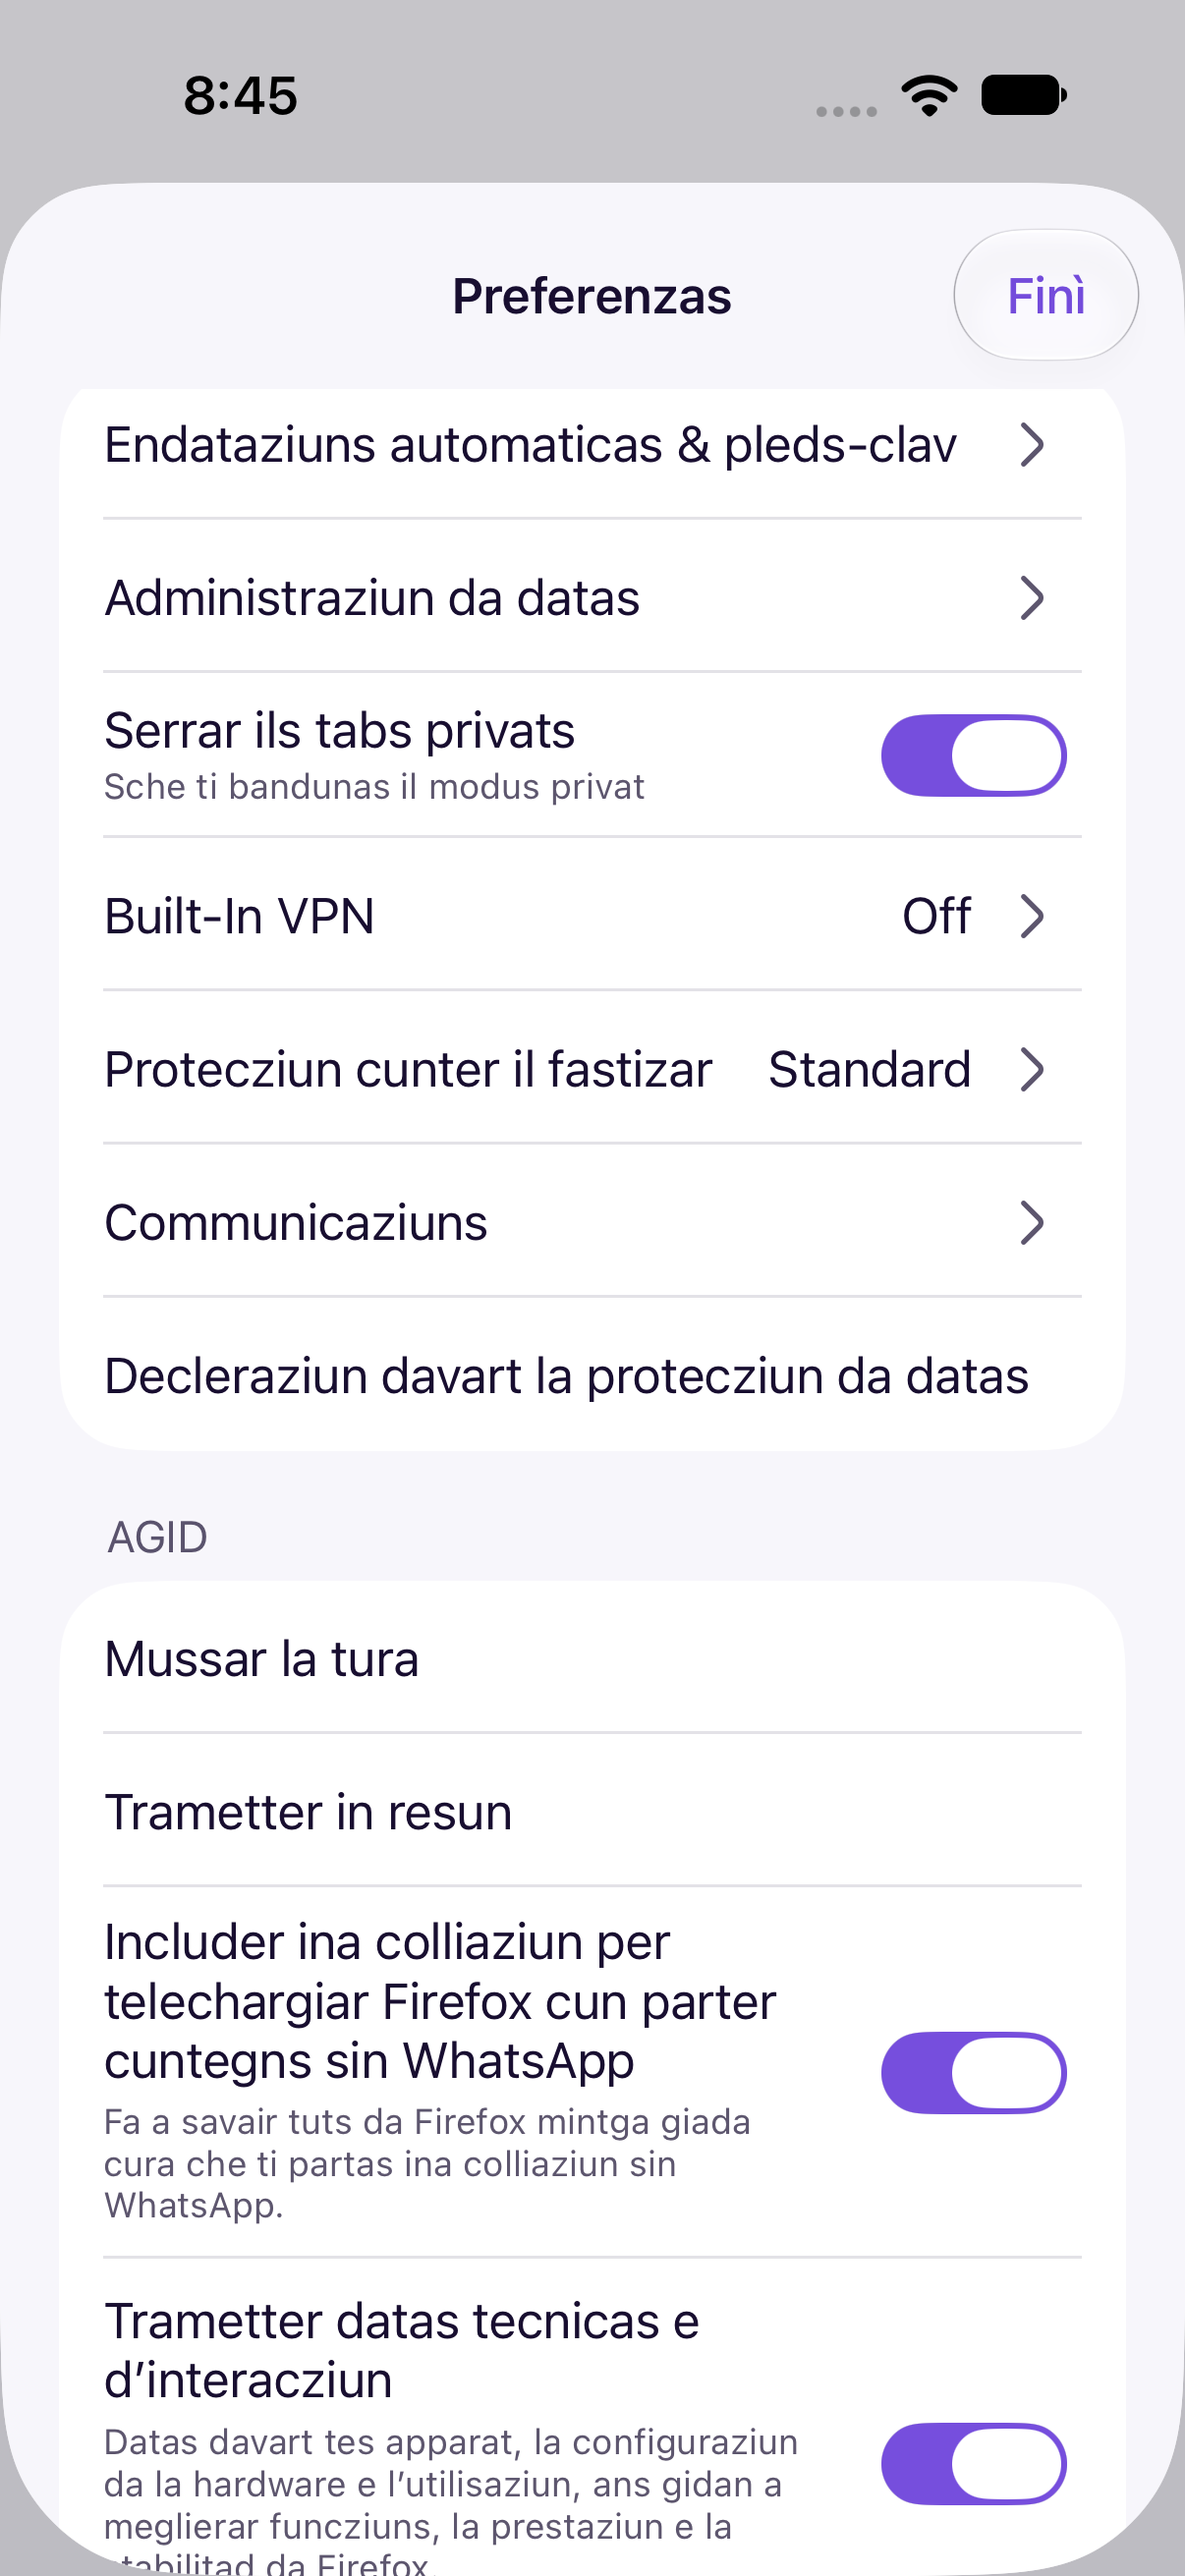 8:45
Preferenzas
Finì
Endataziuns automaticas & pleds-clav
Administraziun da datas
Serrar ils tabs privats
Sche ti bandunas il modus privat
Built-In VPN
Off
Protecziun cunter il fastizar
Standard
Communicaziuns
Decleraziun davart la protecziun da datas
AGID
Mussar la tura
Trametter in resun
Includer ina colliaziun per
telechargiar Firefox cun parter
cuntegns sin WhatsApp
Fa a savair tuts da Firefox mintga giada
cura che ti partas ina colliaziun sin
WhatsApp.
Trametter datas tecnicas e
d’interacziun
Datas davart tes apparat, la configuraziun
da la hardware e l’utilisaziun, ans gidan a
meglierar funcziuns, la prestaziun e la
stabilitad da Firefox.